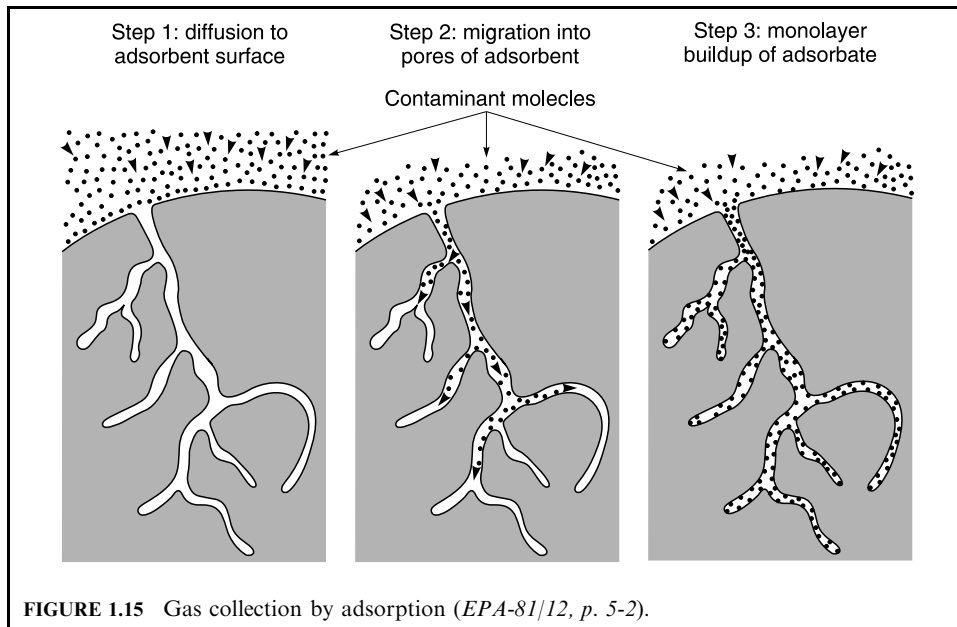 Step 1: diffusion to
adsorbent surface
Step 2: migration into
pores of adsorbent
Step 3: monolayer
buildup of adsorbate
Contaminant molecles
FIGURE 1.15 Gas collection by adsorption (EPA-81/12, p. 5-2).